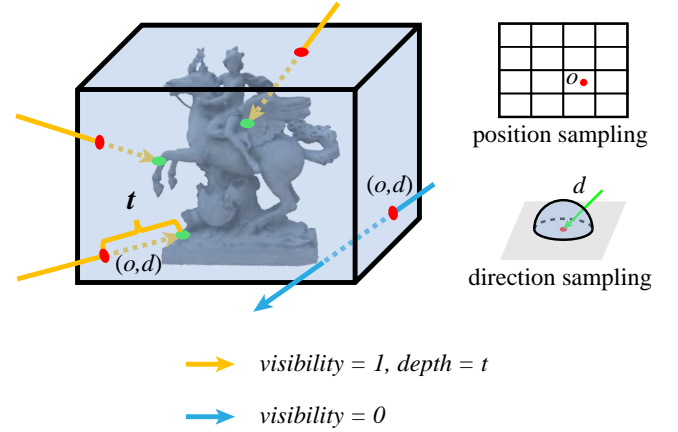 o
position sampling
(o,d)
d
t
(o,d)
direction sampling
visibility = 1, depth = t
visibility = 0